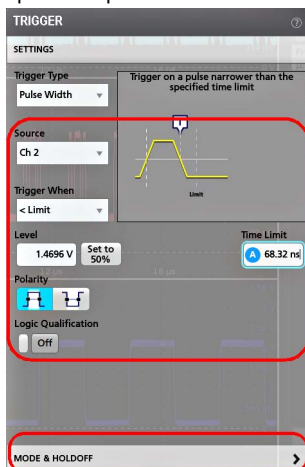 TRIGGER
SETTINGS
Trigger Type
Pulse Width
Trigger on a pulse narrower than the
specified time limit
Source
Ch 2
Limit
Trigger When
< Limit
Level
Time Limit
1.4696 V
Set to
50%
A 68.32 ns
Polarity
Logic Qualification
Off
MODE & HOLDOFF